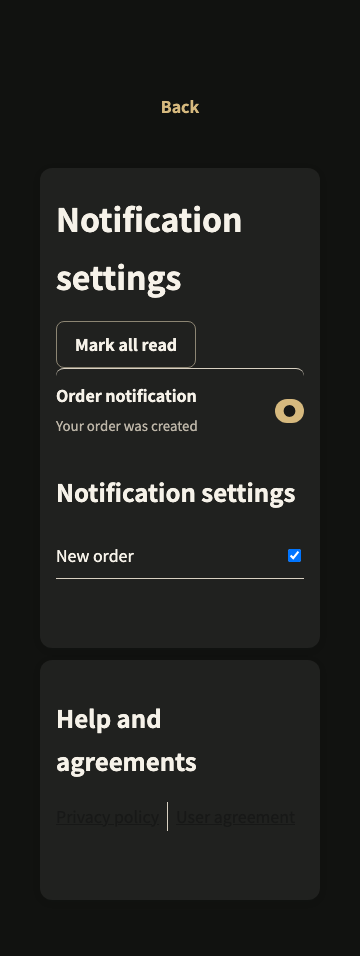 Back
Notification
settings
Mark all read
Order notification
Your order was created
Notification settings
New order
Help and
agreements
Privacy policy
User agreement